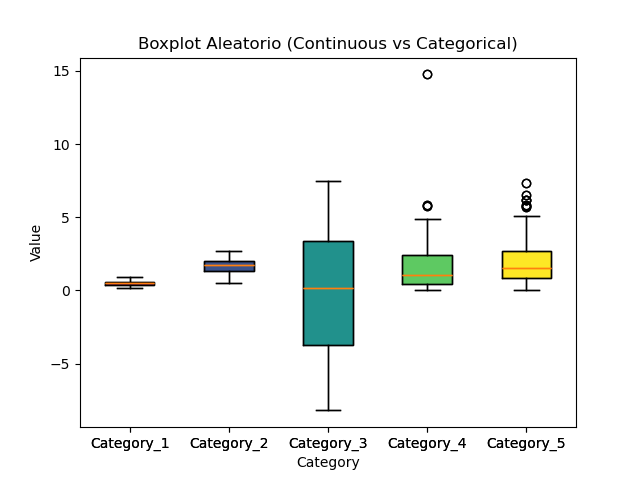 Boxplot Aleatorio (Continuous vs Categorical)
Value
15
10
5
0
−5
Category_1 Category_2 Category_3 Category_4 Category_5
Category